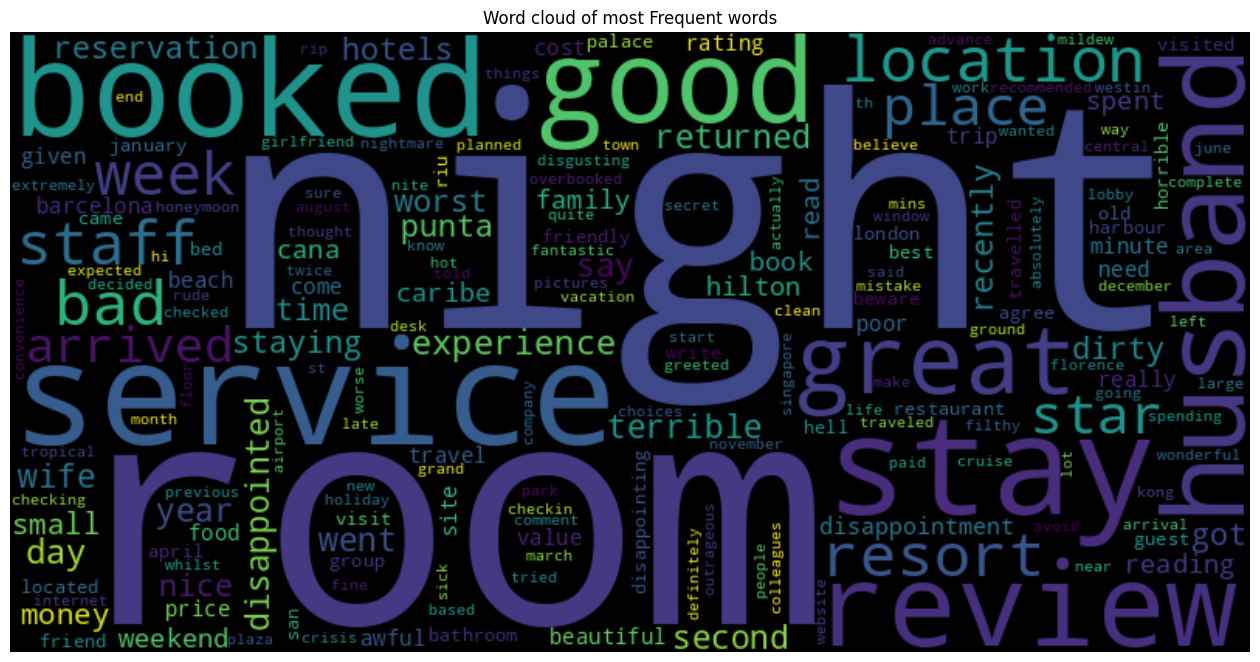 Word cloud of most Frequent words
reservation rip hotels cost palace rating advance mildew visited
booked good location
things
end work recommended westin
place th spent
january girlfriend nightmare planned town returned trip wanted way
given believe central june
week night husband
extremely riu disgusting horrible
nite overbooked read recently complete
barcelona honeymoon sure august worst family secret mins lobby
came thought punta quite actually window old
staff hi bed cana know friendly fantastic london travelled absolutely harbour area
expected twice hot say book best said minute
decided beach come told pictures hilton mistake need
bad rude time caribe vacation beware december
checked clean agree
arrived staying desk experience start poor ground left
convenience floor st write great dirty
service worse greeted singapore florence
make really large
going
month late company choices life restaurant star spending
disappointed airport terrible hell traveled filthy
tropical travel november stay
wife grand paid cruise lot wonderful
room
checking previous new park kong
year holiday disappointing
small visit site checkin disappointment arrival
food went comment value definitely outrageous people colleagues avoid guest got
day april group march resort near
whilst tried
located nice fine sick reading
internet
money price based website review
san
friend weekend plaza crisis awful bathroom beautiful second